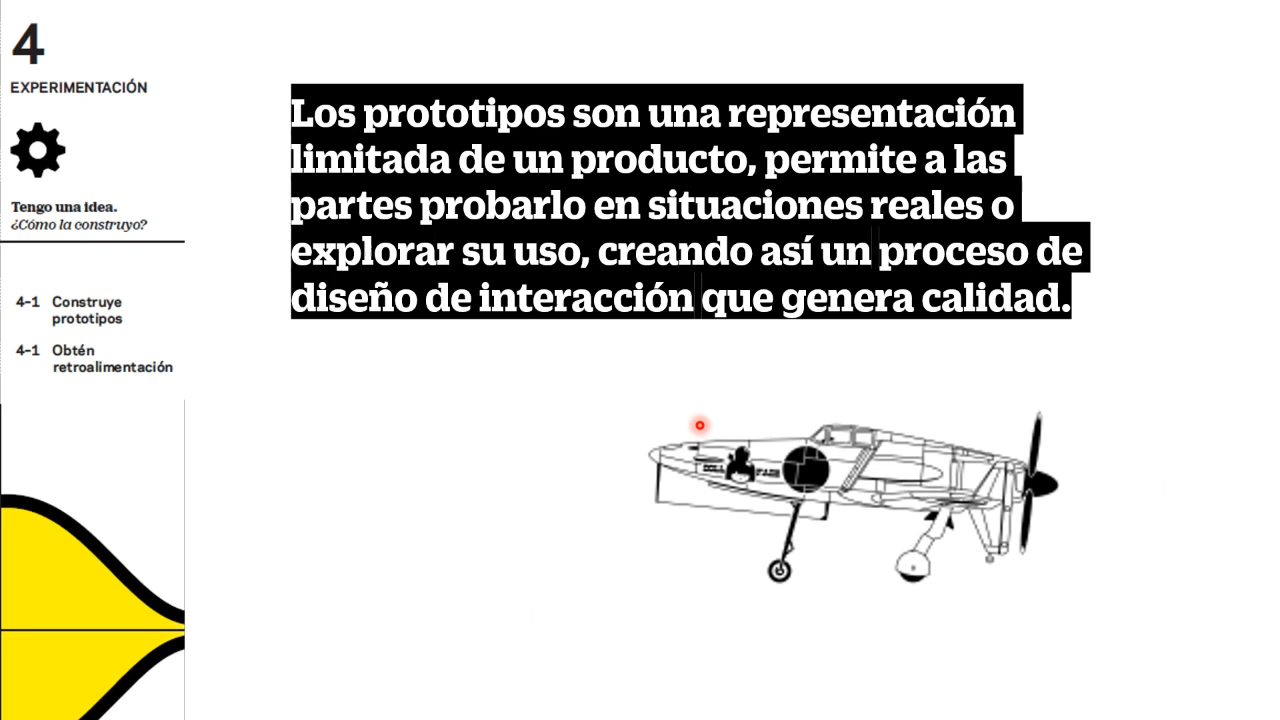 4
EXPERIMENTACIÓN
Tengo una idea.
¿Cómo la construyo?
4-1 Construye
prototipos
4-1 Obtén
retroalimentación
Los prototipos son una representación
limitada de un producto, permite a las
partes probarlo en situaciones reales o
explorar su uso, creando así un proceso de
diseño de interacción que genera calidad.